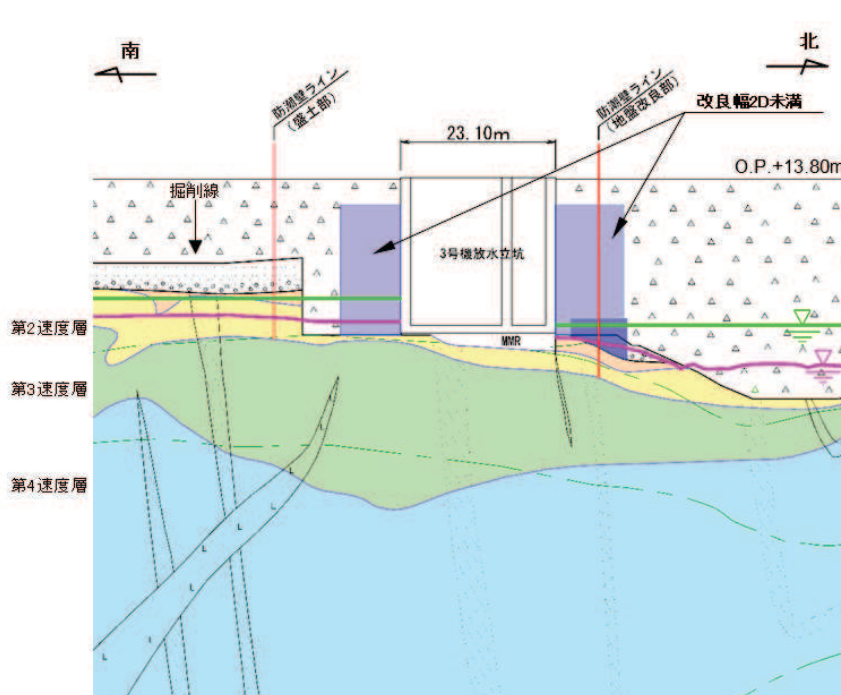 南
北
防潮壁ライン
(盛土部)
防潮壁ライン
(地盤改良部)
改良幅2D未満
23.10m
O.P.+13.80m
掘削線
3号機放水立坑
第2速度層
MMR
第3速度層
第4速度層
L
L
L
L
L
L
L
L